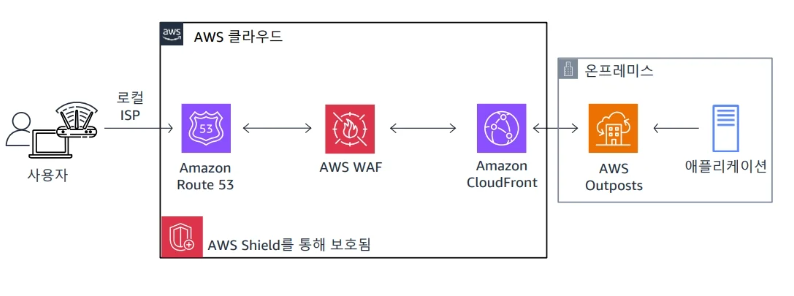 aws
AWS 클라우드
온프레미스
로컬
ISP
사용자
53
Amazon
Route 53
AWS WAF
Amazon
CloudFront
AWS
Outposts
애플리케이션
AWS Shield를 통해 보호됨